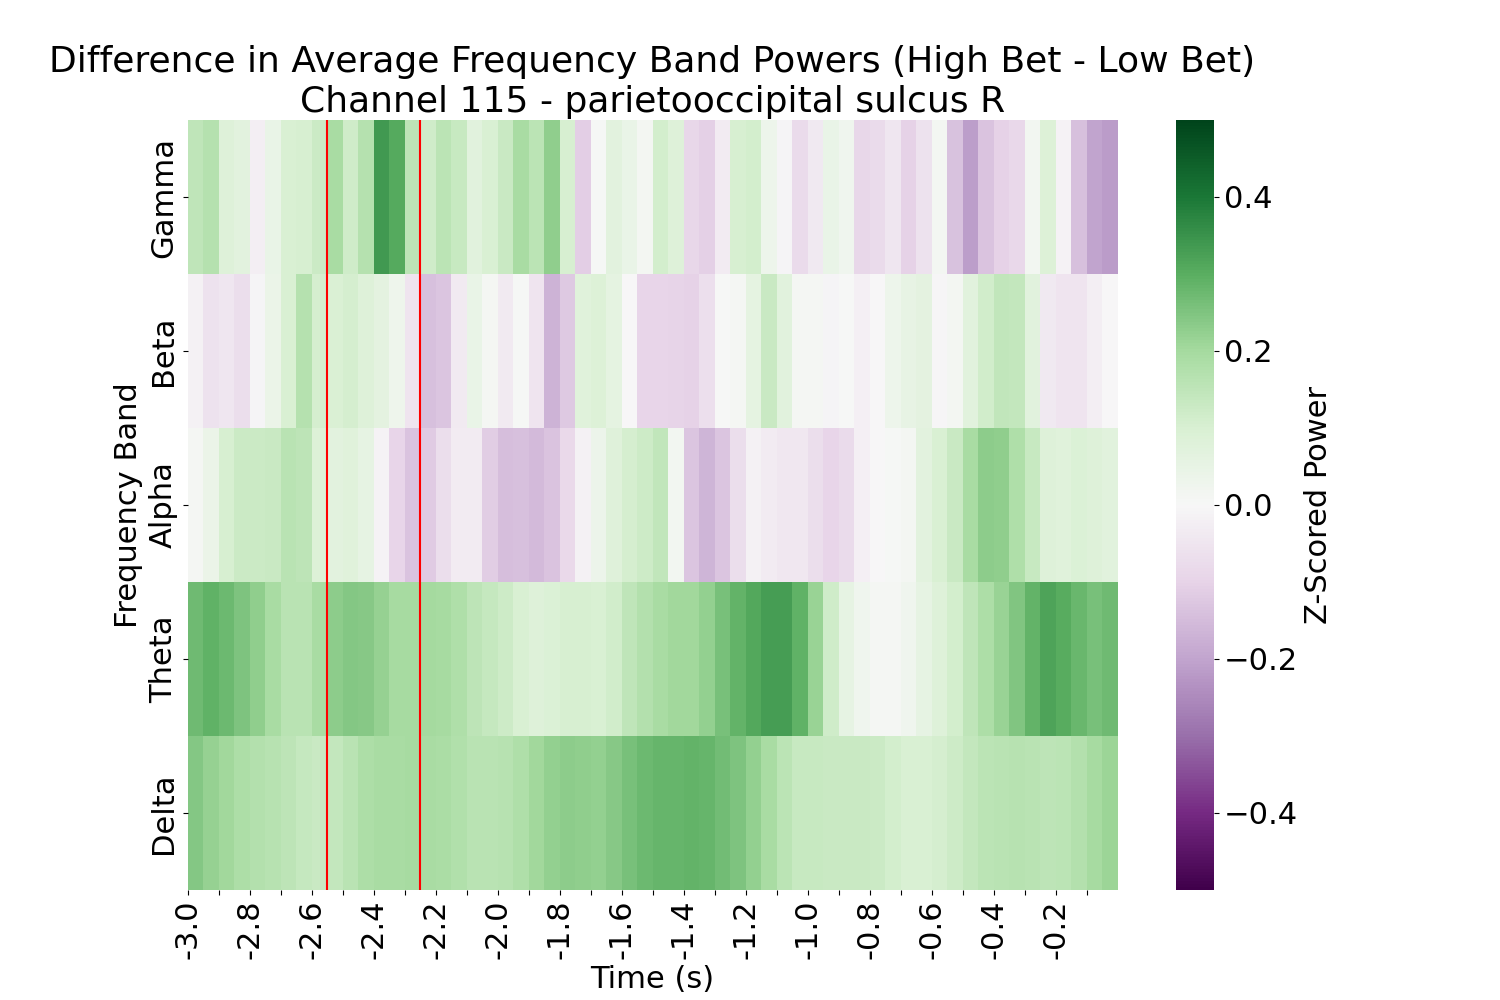 Difference in Average Frequency Band Powers (High Bet - Low Bet)
Channel 115 - parietooccipital sulcus R
Frequency Band
Gamma
Beta
Alpha
Theta
Delta
-3.0
-2.8
-2.6
-2.4
-2.2
-2.0
-1.8
-1.6
-1.4
-1.2
-1.0
-0.8
-0.6
-0.4
-0.2
Time (s)
0.4
0.2
0.0
−0.2
−0.4
Z-Scored Power